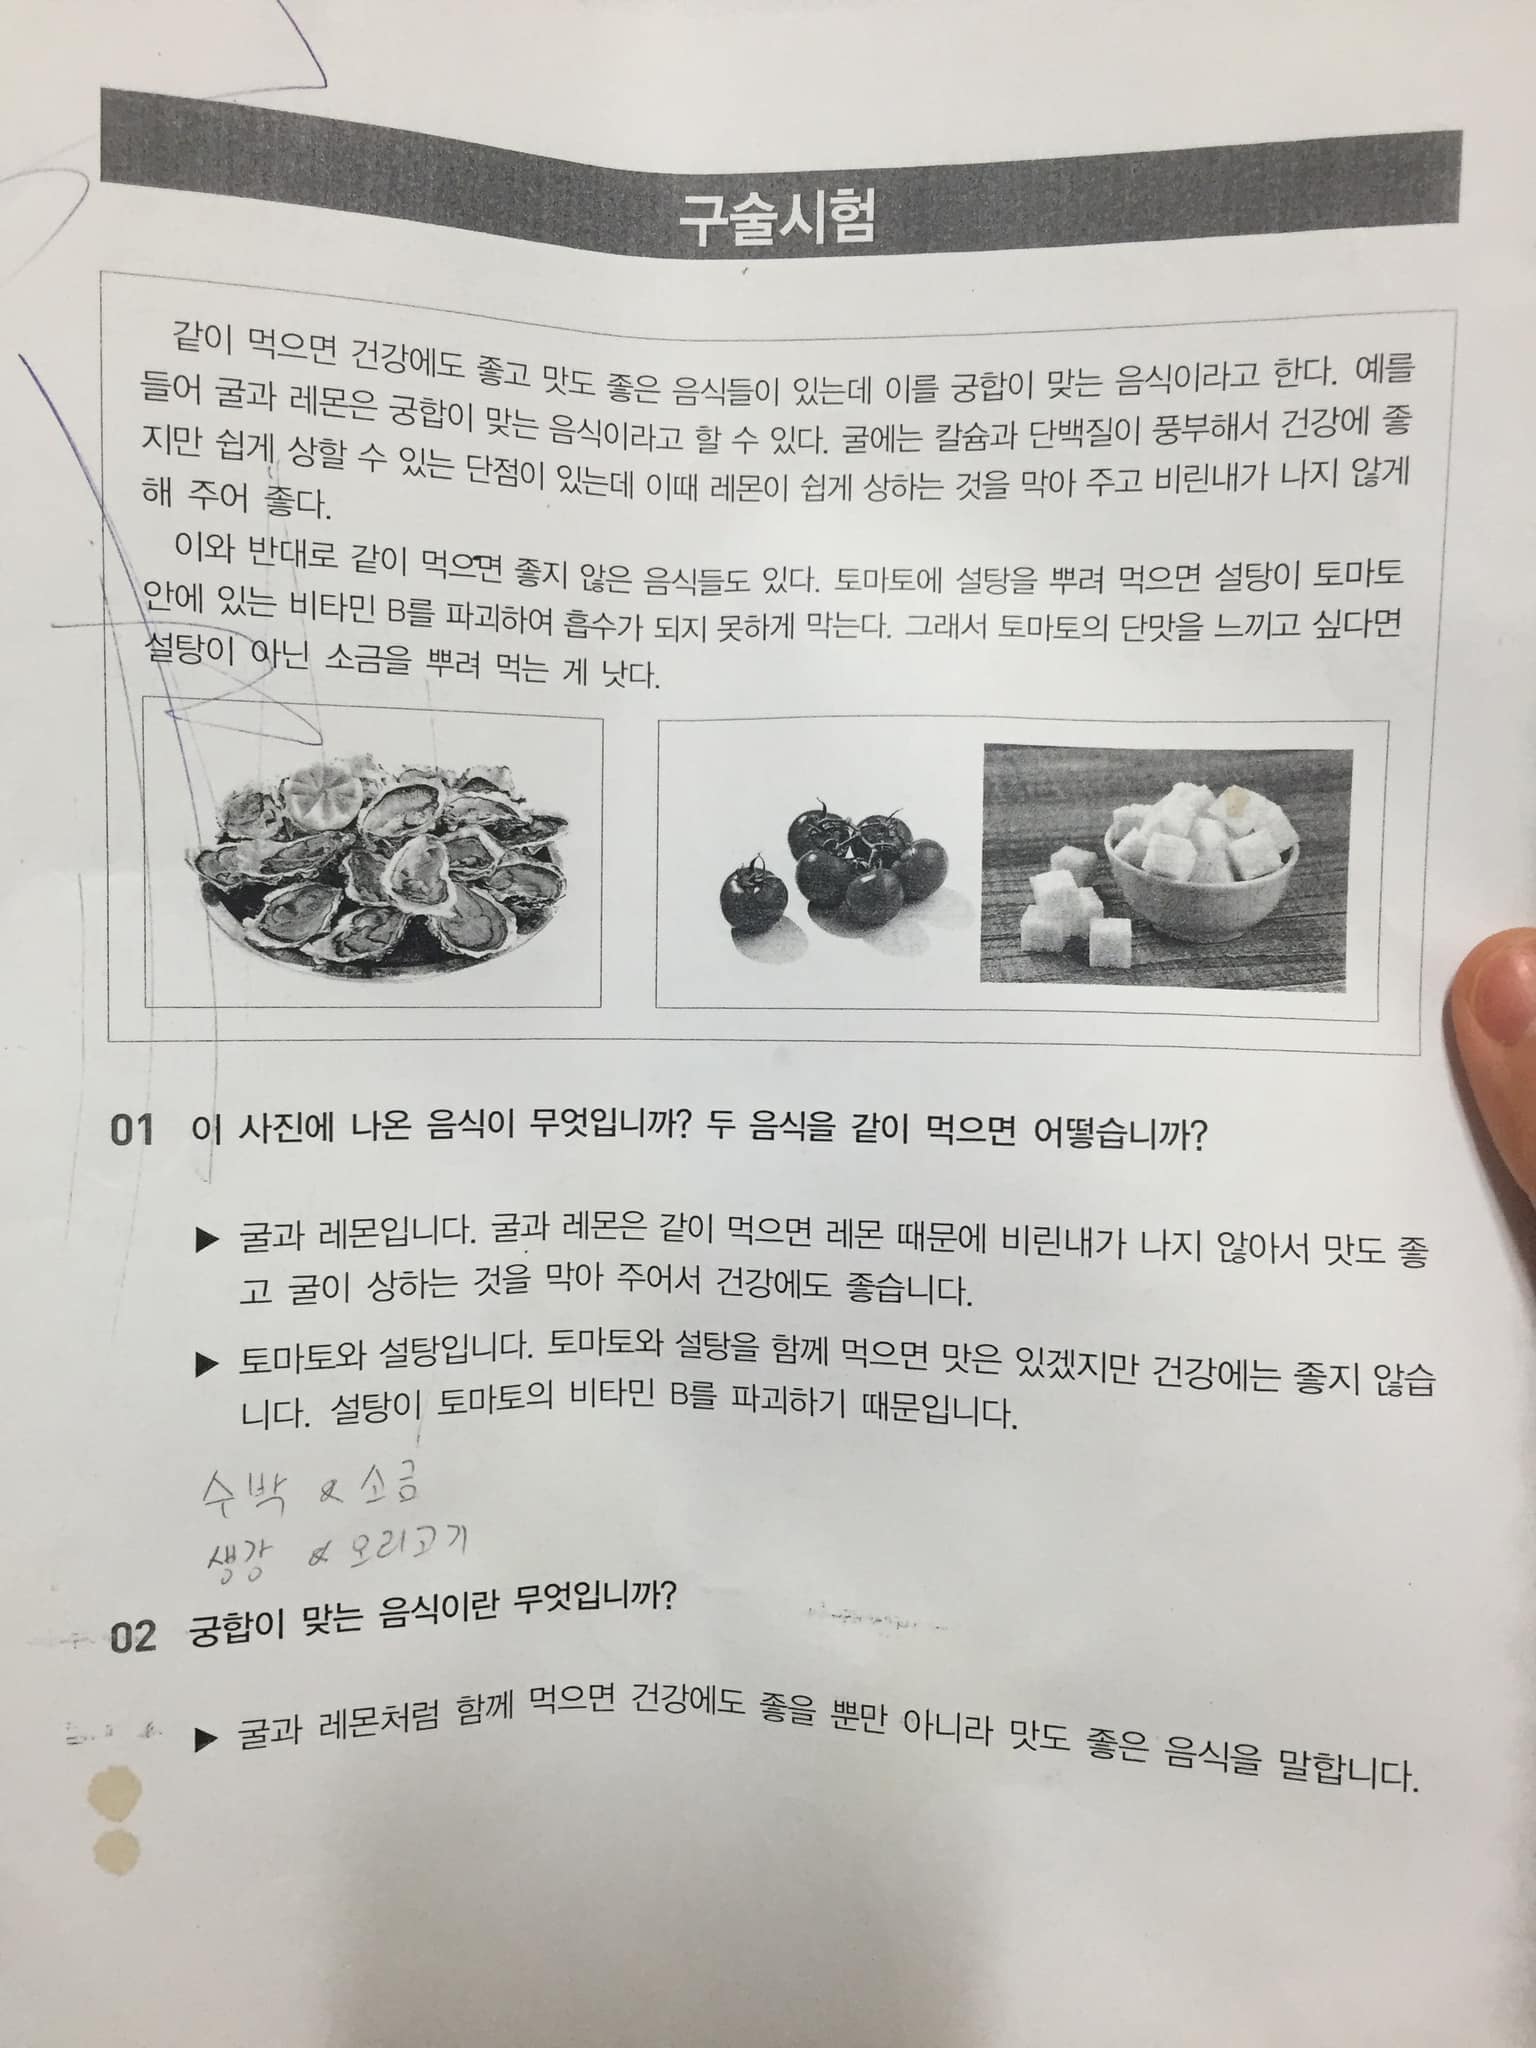 구술시험
같이 먹으면 건강에도 좋고 맛도 좋은 음식들이 있는데 이를 궁합이 맞는 음식이라고 한다. 예를
들어 굴과 레몬은 궁합이 맞는 음식이라고 할 수 있다. 굴에는 칼슘과 단백질이 풍부해서 건강에 좋
지만 쉽게 상할 수 있는 단점이 있는데 이때 레몬이 쉽게 상하는 것을 막아 주고 비린내가 나지 않게
해 주어 좋다.
이와 반대로 같이 먹으면 좋지 않은 음식들도 있다. 토마토에 설탕을 뿌려 먹으면 설탕이 토마토
안에 있는 비타민 B를 파괴하여 흡수가 되지 못하게 막는다. 그래서 토마토의 단맛을 느끼고 싶다면
설탕이 아닌 소금을 뿌려 먹는 게 낫다.
01 이 사진에 나온 음식이 무엇입니까? 두 음식을 같이 먹으면 어떻습니까?
▶ 굴과 레몬입니다. 굴과 레몬은 같이 먹으면 레몬 때문에 비린내가 나지 않아서 맛도 좋
고 굴이 상하는 것을 막아 주어서 건강에도 좋습니다.
▶ 토마토와 설탕입니다. 토마토와 설탕을 함께 먹으면 맛은 있겠지만 건강에는 좋지 않습
니다. 설탕이 토마토의 비타민 B를 파괴하기 때문입니다.
수박 & 소금
생강 & 오리고기
02 궁합이 맞는 음식이란 무엇입니까?
▶ 굴과 레몬처럼 함께 먹으면 건강에도 좋을 뿐만 아니라 맛도 좋은 음식을 말합니다.